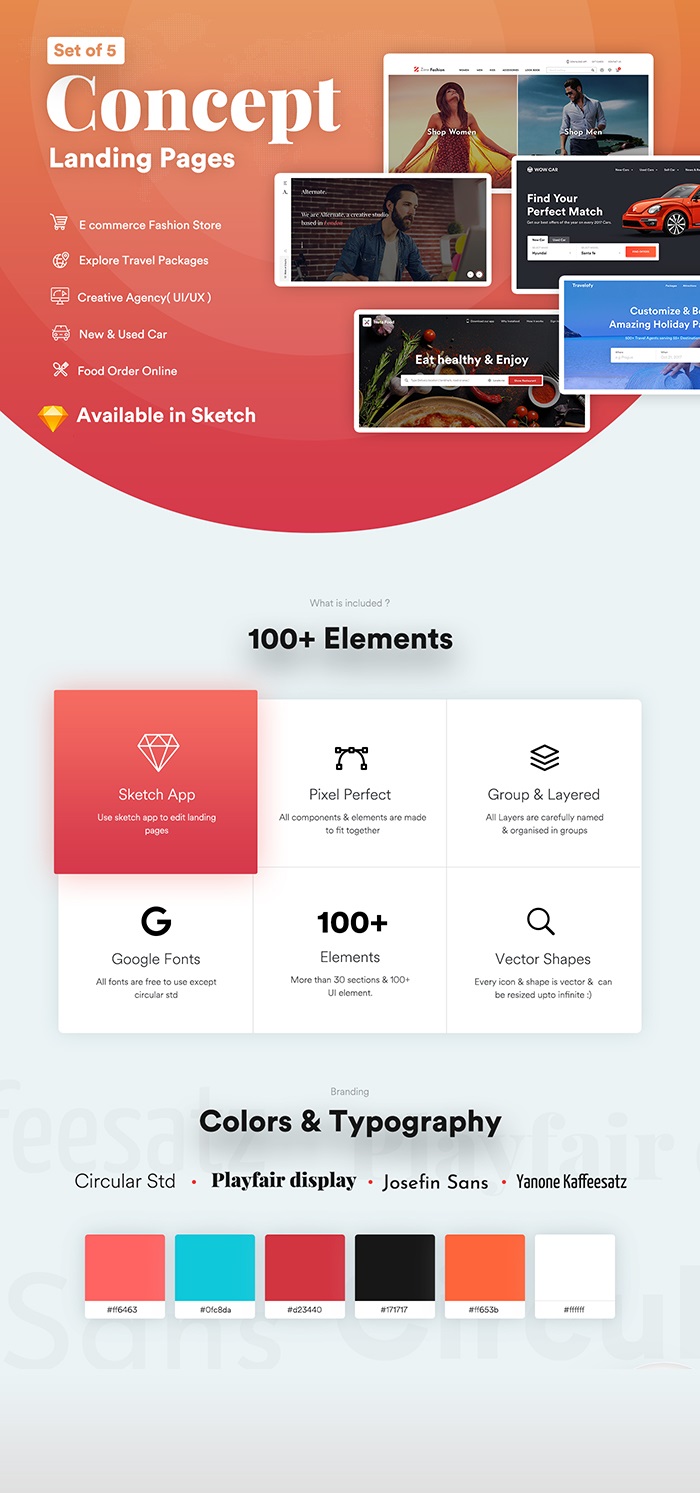 Set of 5
Concept
Landing Pages
E commerce Fashion Store
Explore Travel Packages
Creative Agency( UI/UX )
New & Used Car
Food Order Online
Available in Sketch
Zara Fashion
Shop Women
Shop Men
Alternate.
We are Alternate, a creative studio
based in London
WOW CAR
Find Your
Perfect Match
Get our best offers of the year on every 2017 Cars.
New Car
Used Car
Hyundai
Santa fe
Travelofy
Customize & Be
Amazing Holiday P
Eat healthy & Enjoy
What is included ?
100+ Elements
Sketch App
Use sketch app to edit landing
pages
Pixel Perfect
All components & elements are made
to fit together
Group & Layered
All Layers are carefully named
& organised in groups
Google Fonts
All fonts are free to use except
circular std
100+
Elements
More than 30 sections & 100+
UI element.
Vector Shapes
Every icon & shape is vector & can
be resized upto infinite :)
Branding
Colors & Typography
Circular Std • Playfair display • Josefin Sans • Yanone Kaffeesatz
#ff6463
#0fc8da
#d23440
#171717
#ff653b
#ffffff
feesatz
Playfair d
Sans
Circul